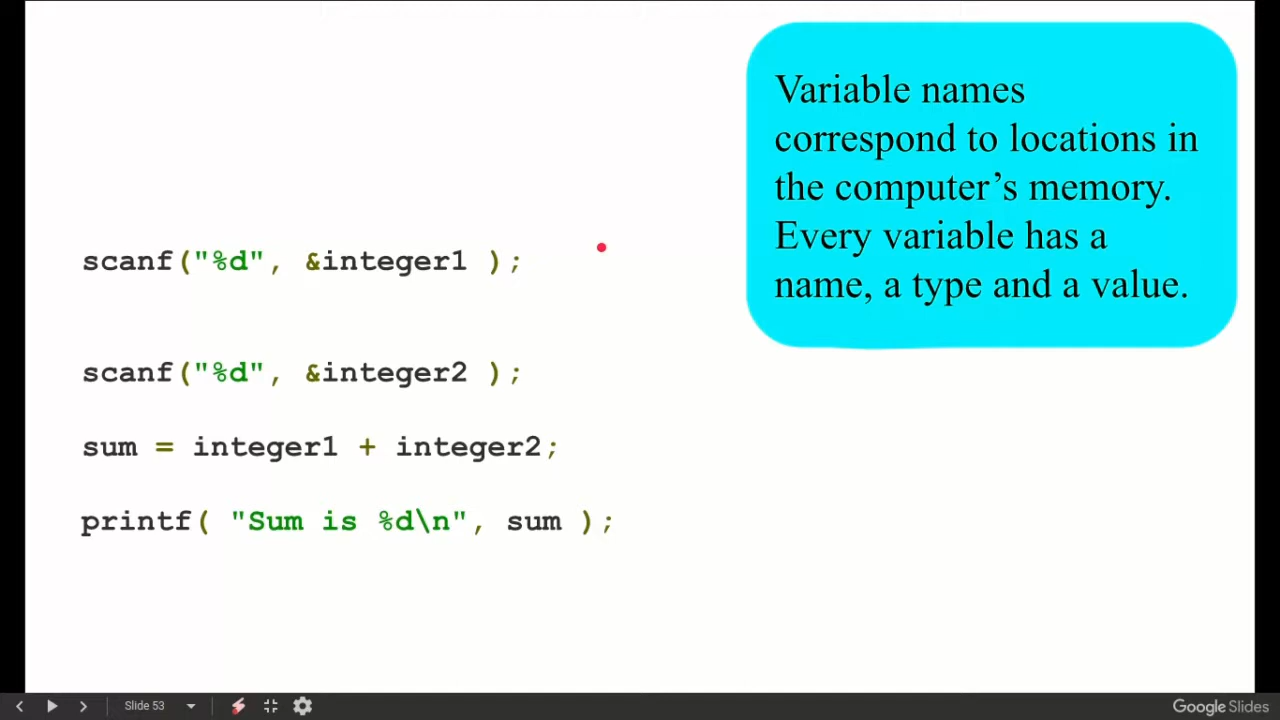 Variable names
correspond to locations in
the computer’s memory.
Every variable has a
name, a type and a value.
scanf("%d", &integer1 );
scanf("%d", &integer2 );
sum = integer1 + integer2;
printf( "Sum is %d\n", sum );
Slide 53
Google Slides